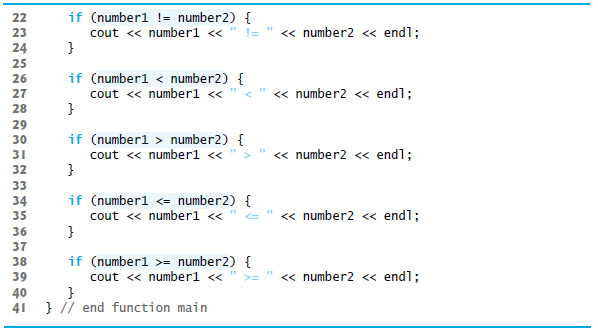 22 if (number1 != number2) {
23 cout << number1 << " != " << number2 << endl;
24 }
25
26 if (number1 < number2) {
27 cout << number1 << " < " << number2 << endl;
28 }
29
30 if (number1 > number2) {
31 cout << number1 << " > " << number2 << endl;
32 }
33
34 if (number1 <= number2) {
35 cout << number1 << " <= " << number2 << endl;
36 }
37
38 if (number1 >= number2) {
39 cout << number1 << " >= " << number2 << endl;
40 }
41 } // end function main